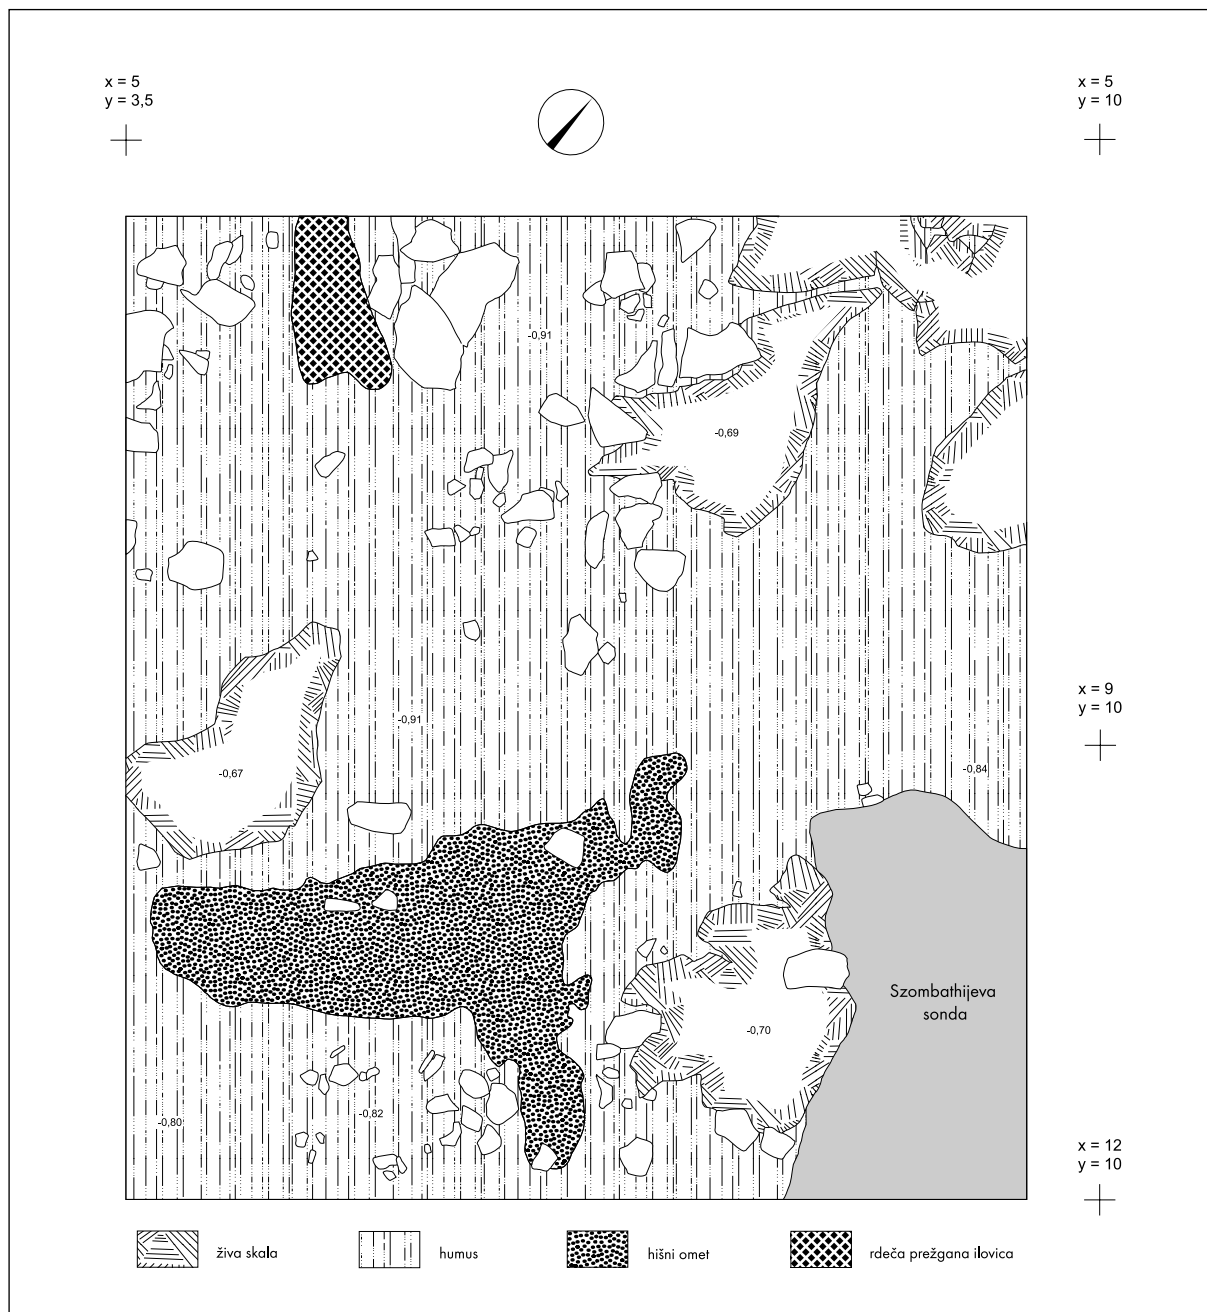 x = 5
y = 3,5
x = 5
y = 10
-0,91
-0,69
x = 9
y = 10
-0,91
-0,67
-0,84
Szombathijeva
sonda
-0,70
-0,82
-0,80
x = 12
y = 10
živa skala
humus
hišni omet
rdeča prežgana ilovica